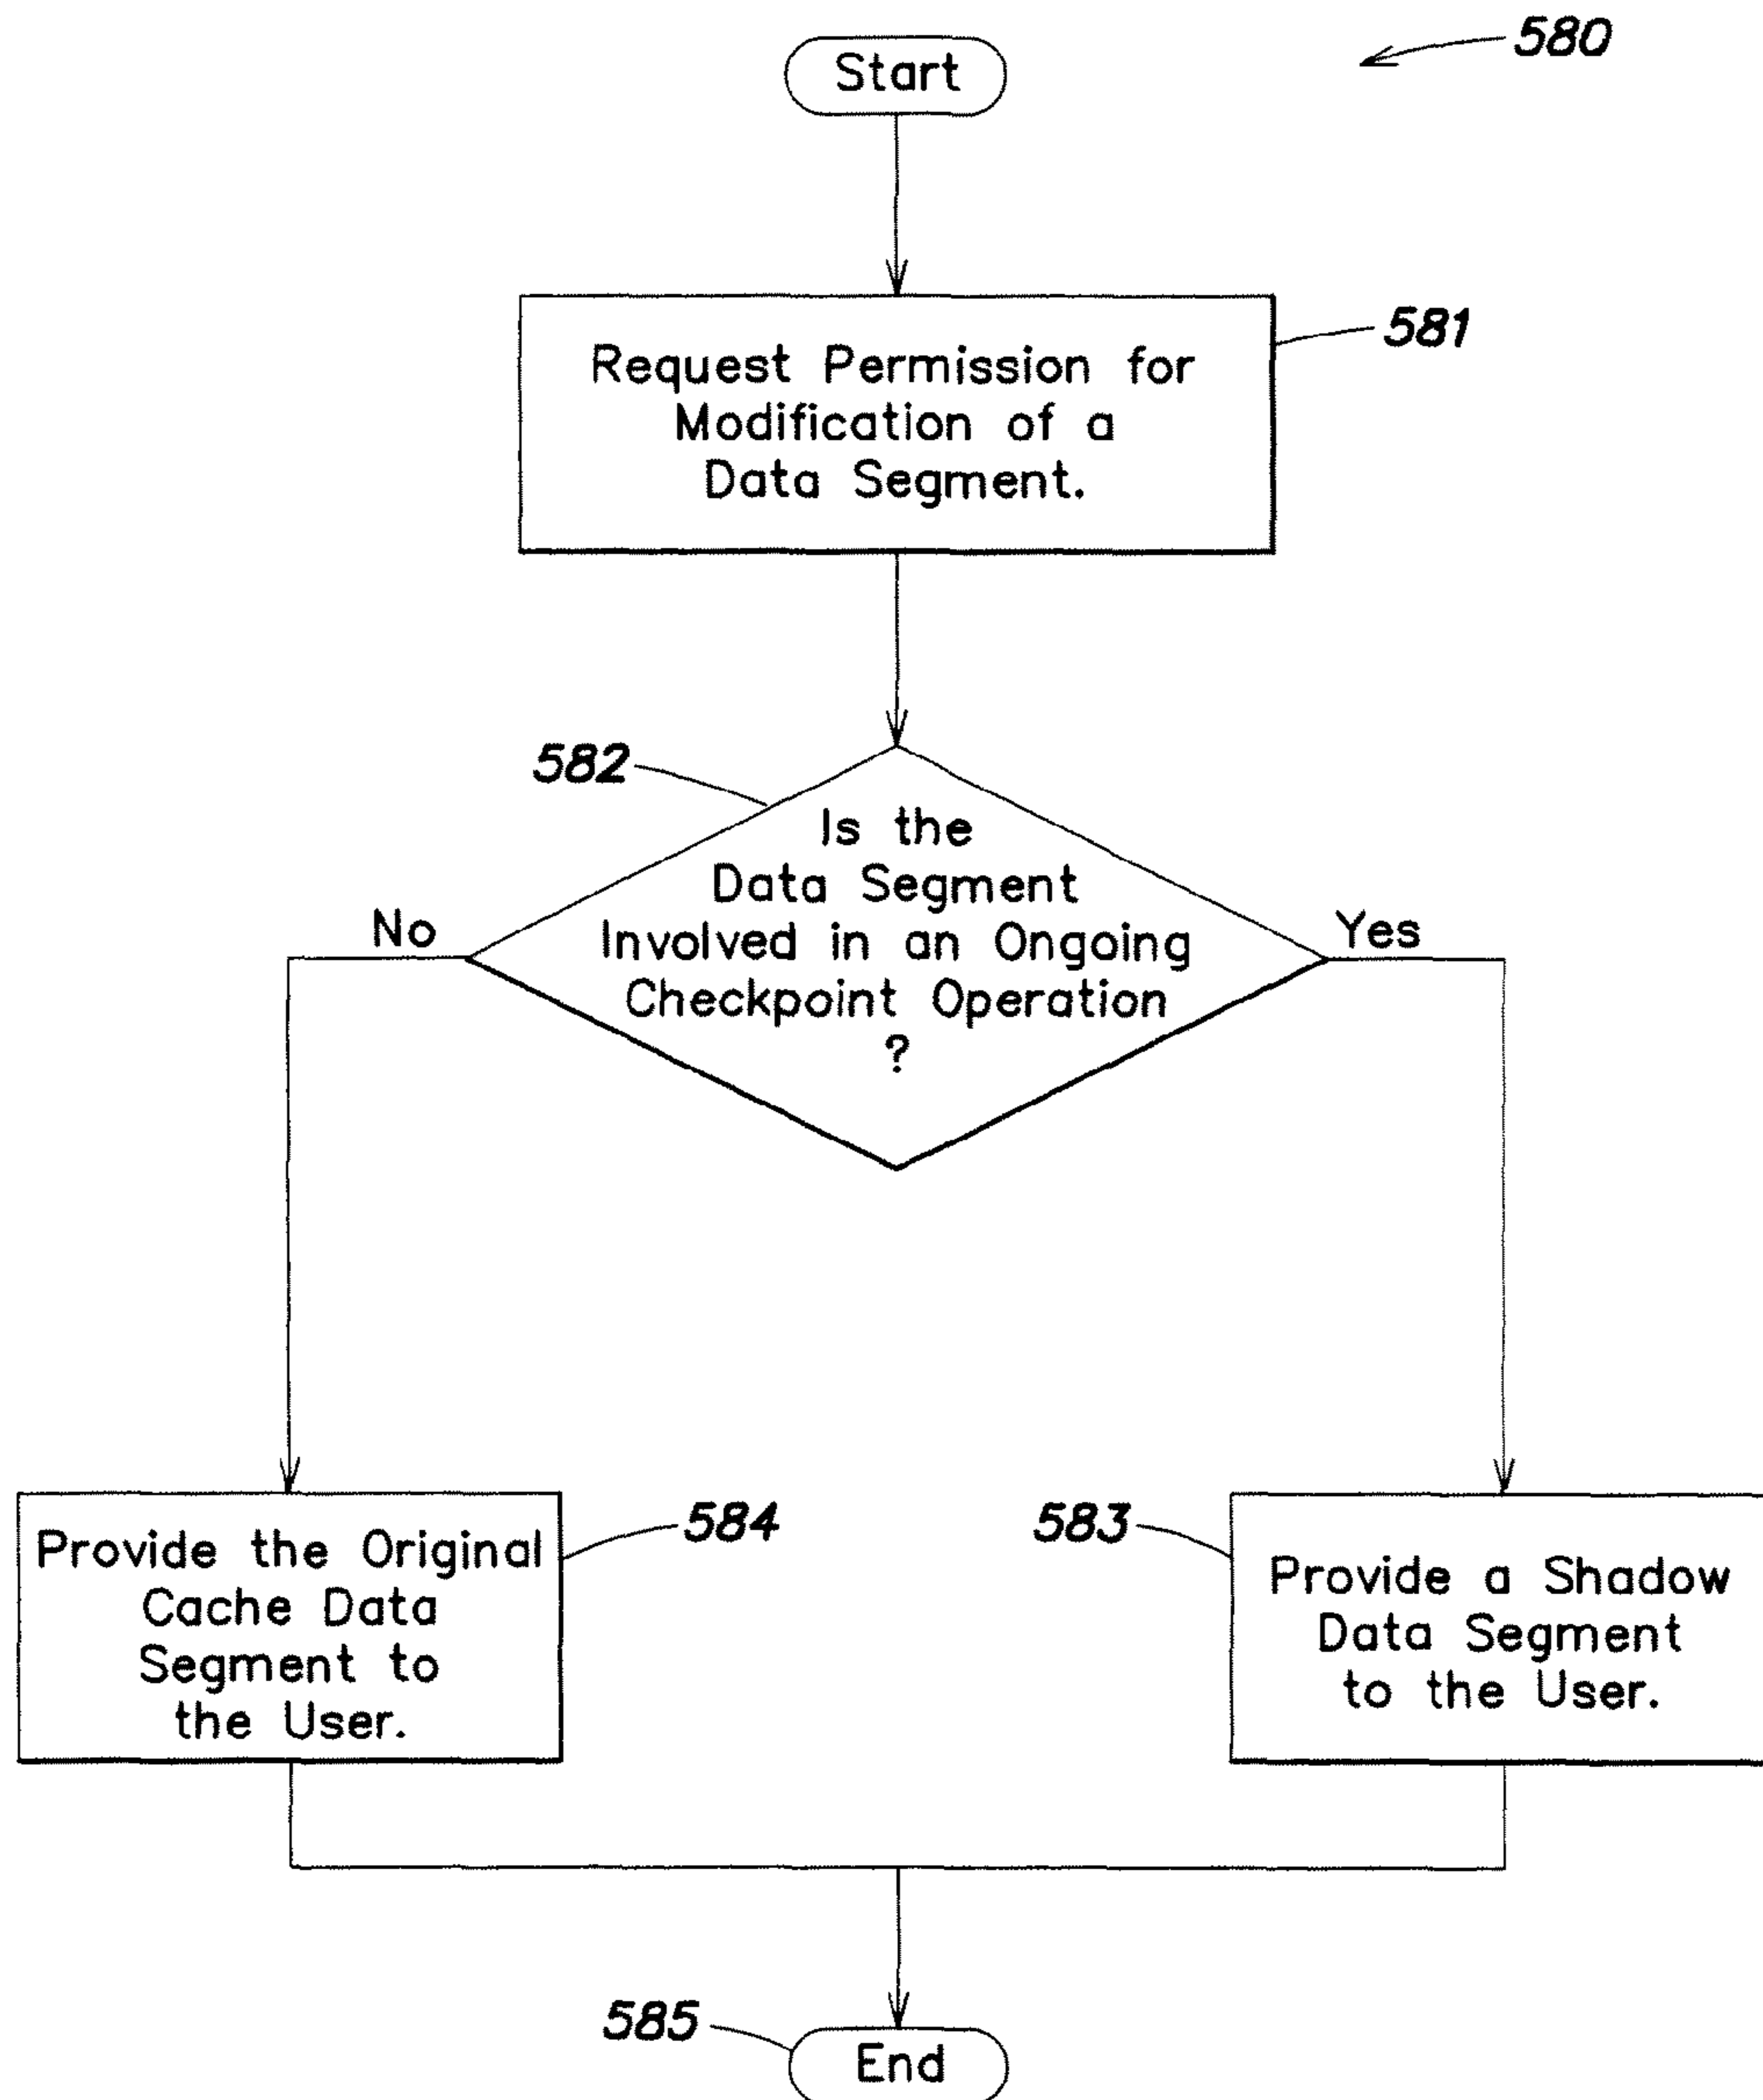 580
Start
581
Request Permission for
Modification of a
Data Segment.
582
Is the
Data Segment
Involved in an Ongoing
Checkpoint Operation
?
No
Yes
584
Provide the Original
Cache Data
Segment to
the User.
583
Provide a Shadow
Data Segment
to the User.
585
End